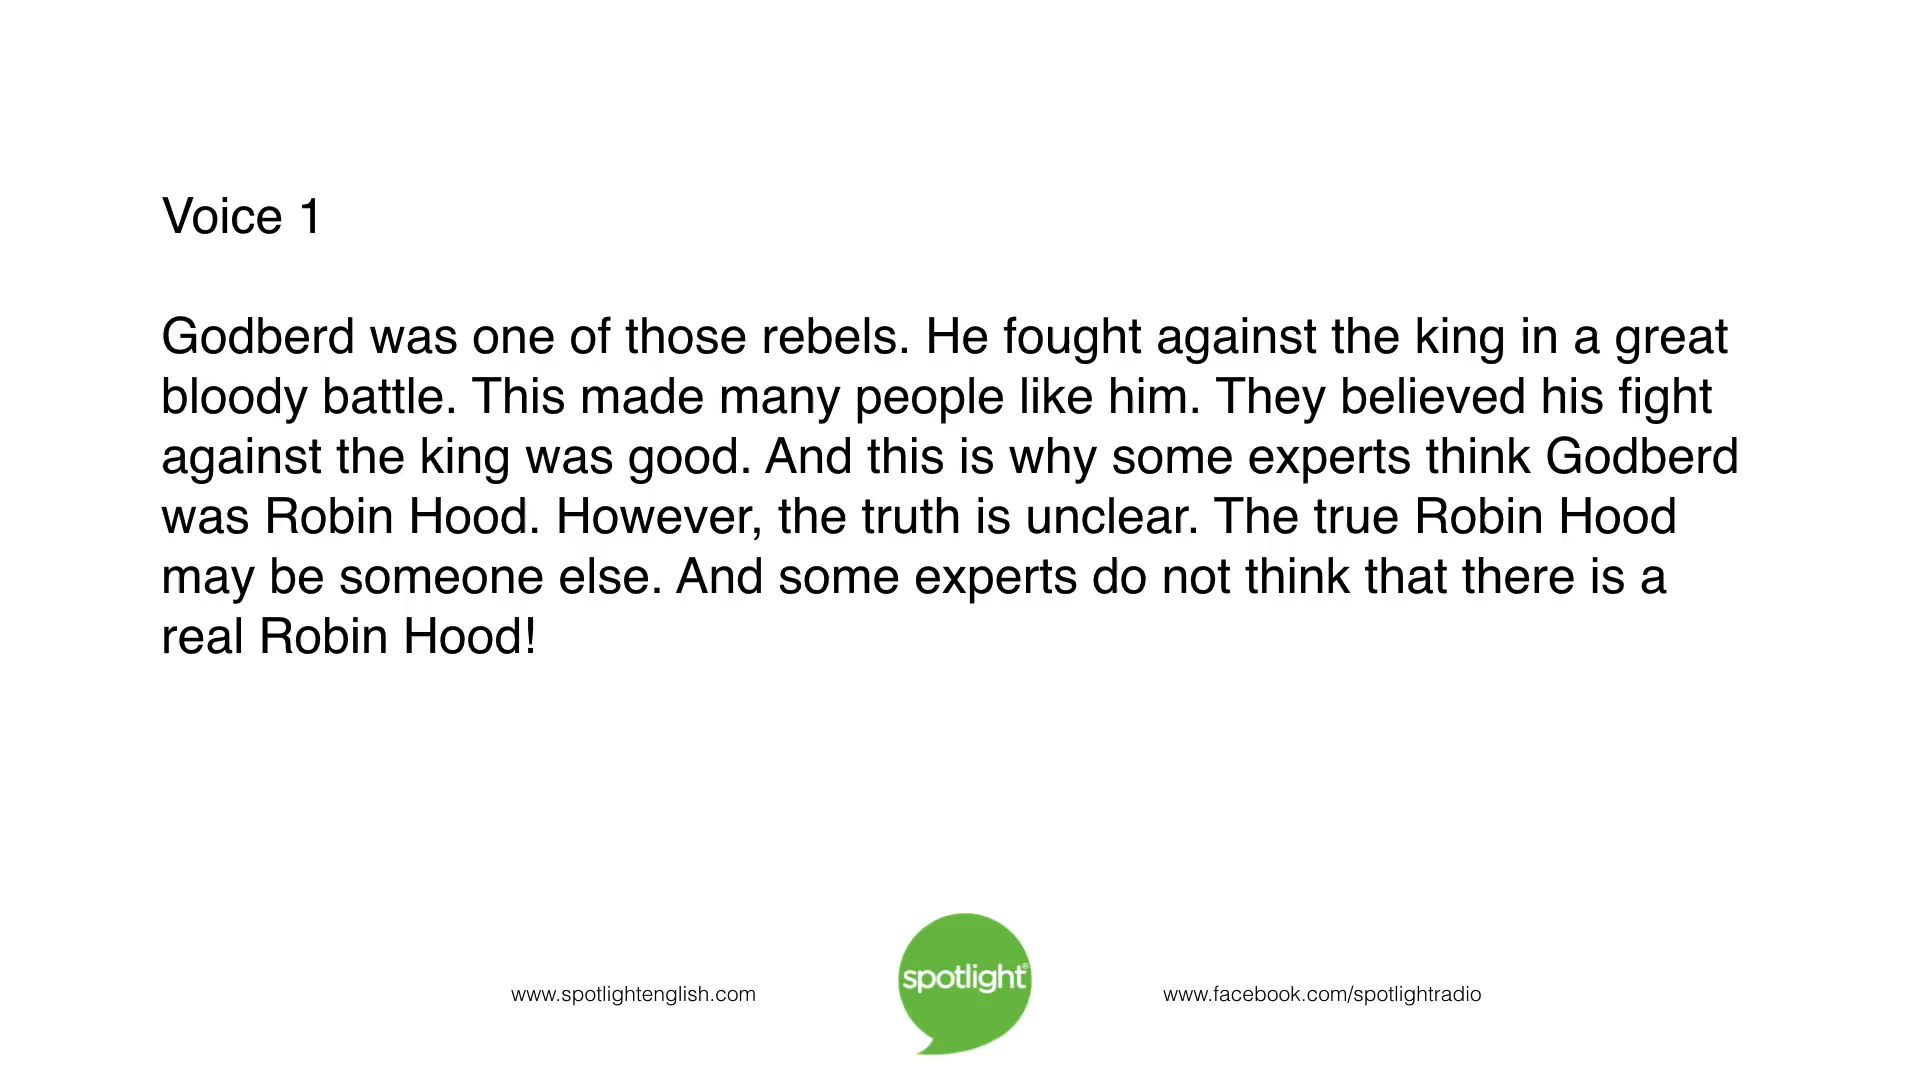 Voice 1
Godberd was one of those rebels. He fought against the king in a great
bloody battle. This made many people like him. They believed his fight
against the king was good. And this is why some experts think Godberd
was Robin Hood. However, the truth is unclear. The true Robin Hood
may be someone else. And some experts do not think that there is a
real Robin Hood!
www.spotlightenglish.com
spotlight®
www.facebook.com/spotlightradio